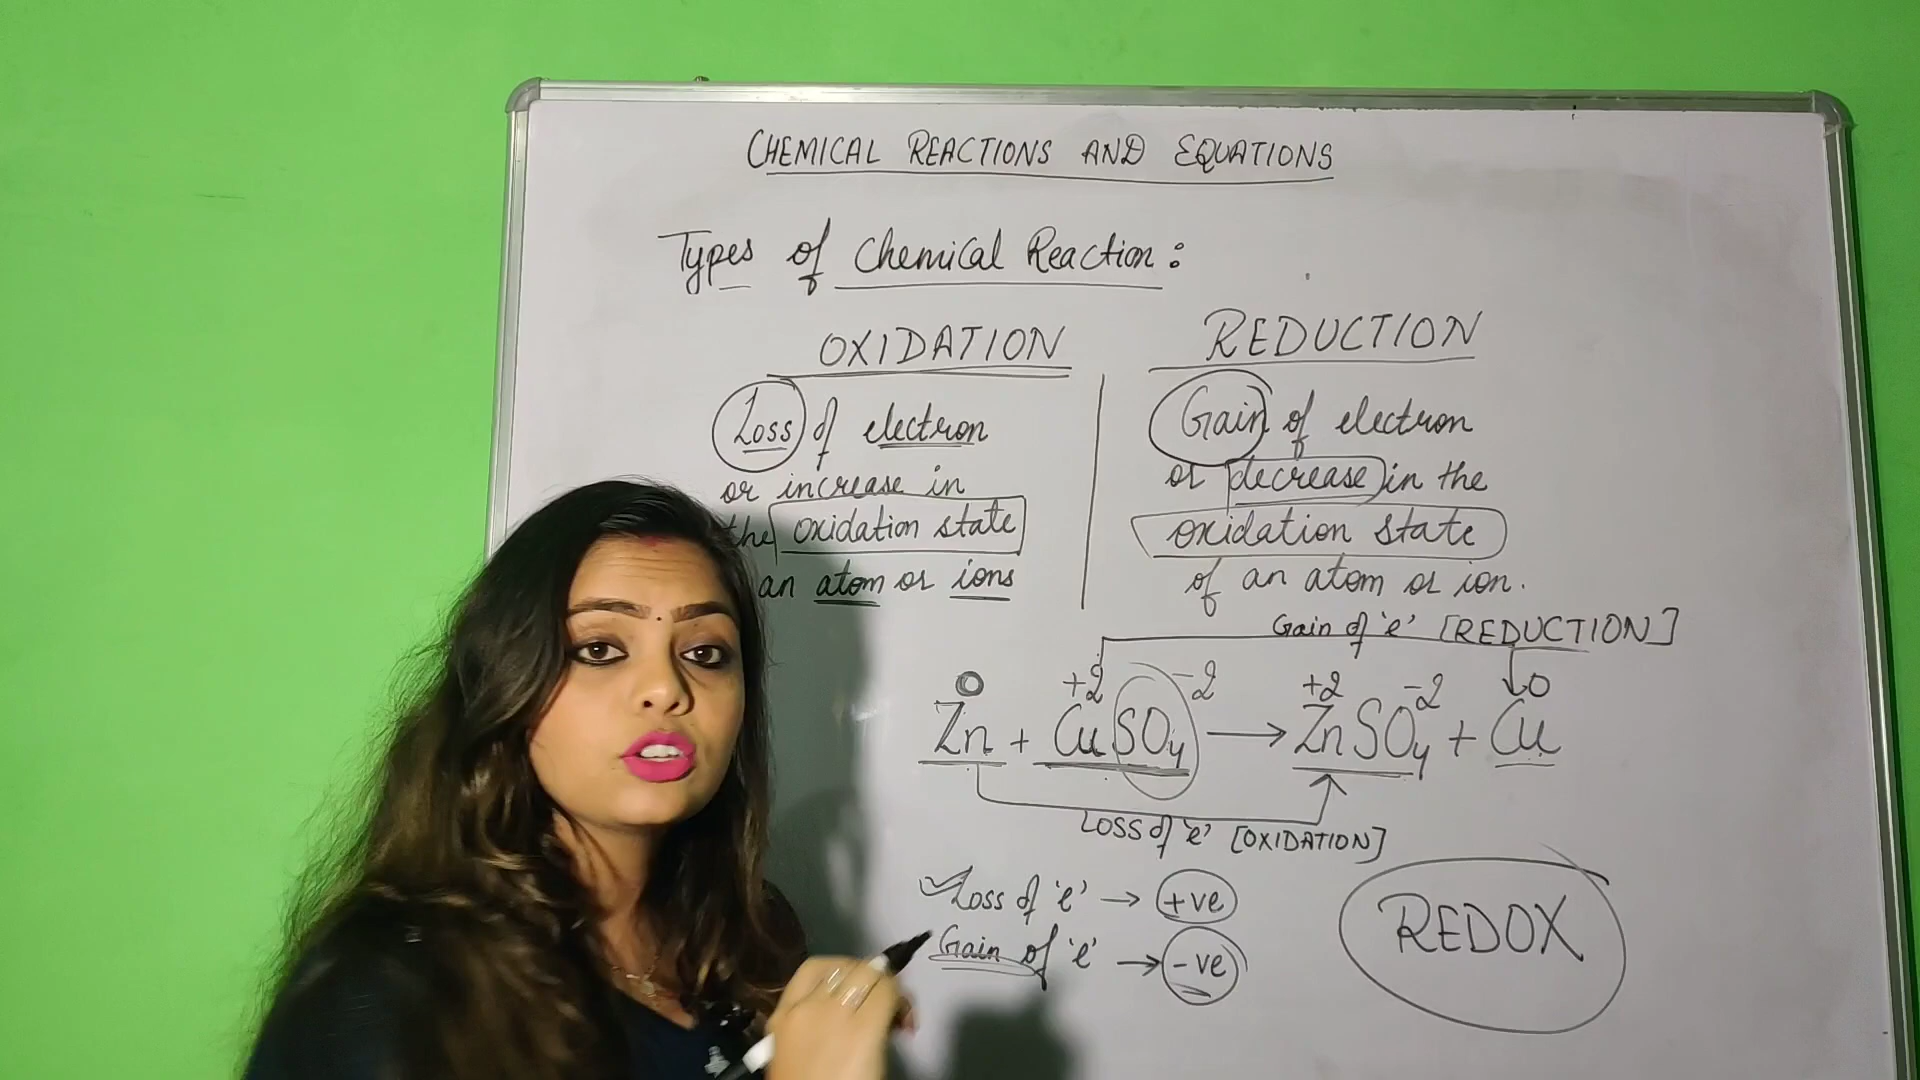 CHEMICAL REACTIONS AND EQUATIONS
Types of Chemical Reaction:
OXIDATION
Loss of electron
or increase in
the oxidation state
an atom or ions
REDUCTION
Gain of electron
or decrease in the
oxidation state
of an atom or ion.
Gain of 'e' [REDUCTION]
0 +2 -2 +2 -2 0
Zn + CuSO4 → ZnSO4 + Cu
LOSS of 'e' [OXIDATION]
Loss of 'e' → +ve
Gain of 'e' → -ve
REDOX